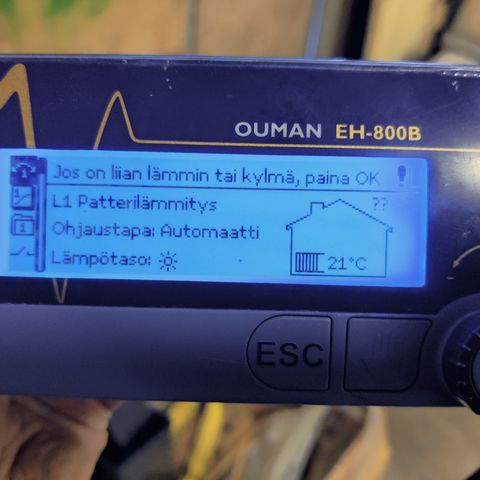 OUMAN EH-800B
Jos on liian lämmin tai kylmä, paina OK
L1 Patterilämmitys
??
Ohjaustapa: Automaatti
Lämpötaso:
21°C
ESC